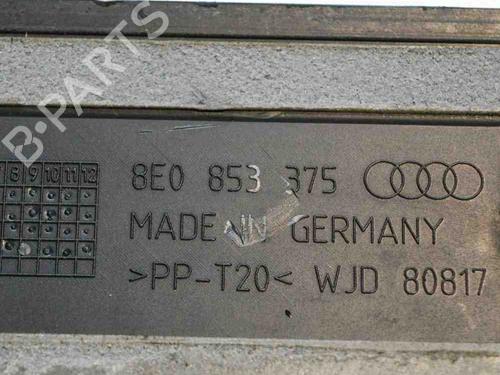 B-PARTS
8 9 10 11 12
8E0 853 375
MADE IN GERMANY
>PP-T20< WJD 80817